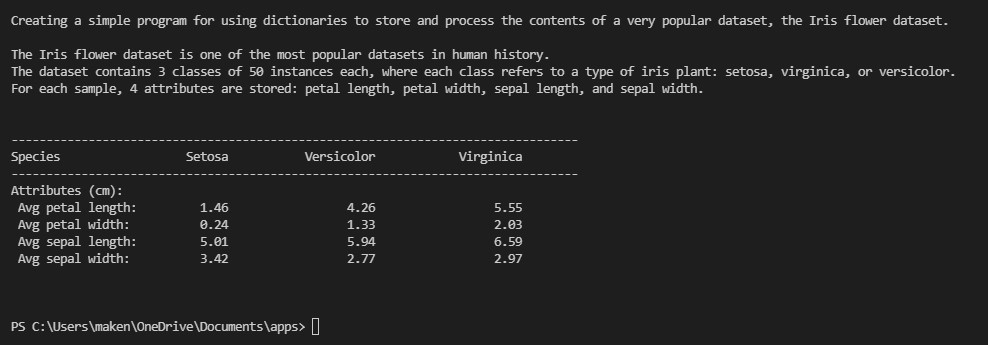 Creating a simple program for using dictionaries to store and process the contents of a very popular dataset, the Iris flower dataset.
The Iris flower dataset is one of the most popular datasets in human history.
The dataset contains 3 classes of 50 instances each, where each class refers to a type of iris plant: setosa, virginica, or versicolor.
For each sample, 4 attributes are stored: petal length, petal width, sepal length, and sepal width.
---------------------------------------------------------------------------------
Species Setosa Versicolor Virginica
---------------------------------------------------------------------------------
Attributes (cm):
Avg petal length: 1.46 4.26 5.55
Avg petal width: 0.24 1.33 2.03
Avg sepal length: 5.01 5.94 6.59
Avg sepal width: 3.42 2.77 2.97
PS C:\Users\maken\OneDrive\Documents\apps>